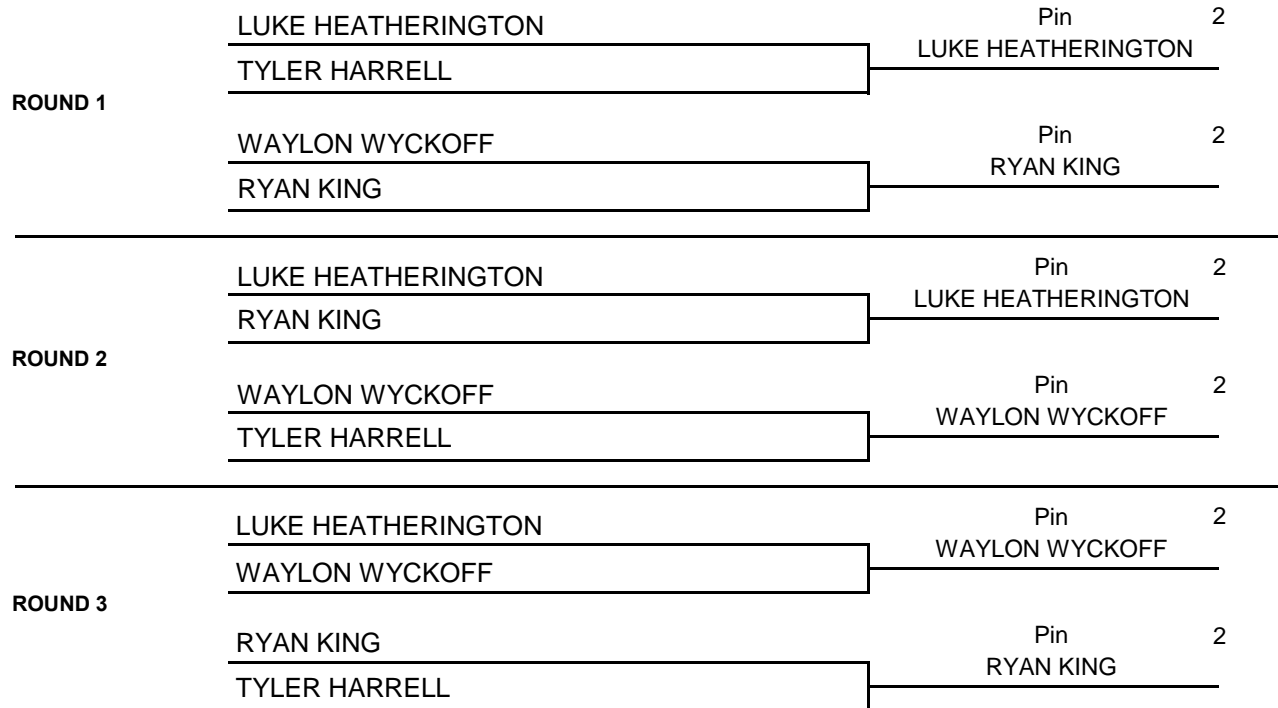 LUKE HEATHERINGTON
Pin 2
LUKE HEATHERINGTON
TYLER HARRELL
ROUND 1
WAYLON WYCKOFF
Pin 2
RYAN KING
RYAN KING
LUKE HEATHERINGTON
Pin 2
LUKE HEATHERINGTON
RYAN KING
ROUND 2
WAYLON WYCKOFF
Pin 2
WAYLON WYCKOFF
TYLER HARRELL
LUKE HEATHERINGTON
Pin 2
WAYLON WYCKOFF
WAYLON WYCKOFF
ROUND 3
RYAN KING
Pin 2
RYAN KING
TYLER HARRELL